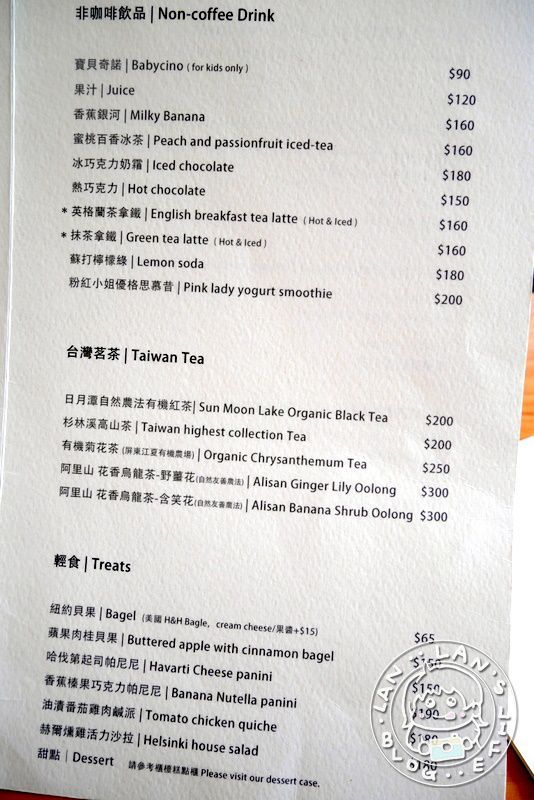 非咖啡飲品 | Non-coffee Drink
寶貝奇諾 | Babycino ( for kids only ) $90
果汁 | Juice $120
香蕉銀河 | Milky Banana $160
蜜桃百香冰茶 | Peach and passionfruit iced-tea $160
冰巧克力奶霜 | Iced chocolate $180
熱巧克力 | Hot chocolate $150
* 英格蘭茶拿鐵 | English breakfast tea latte ( Hot & Iced ) $160
* 抹茶拿鐵 | Green tea latte ( Hot & Iced ) $160
蘇打檸檬綠 | Lemon soda $180
粉紅小姐優格思慕昔 | Pink lady yogurt smoothie $200
台灣茗茶 | Taiwan Tea
日月潭自然農法有機紅茶| Sun Moon Lake Organic Black Tea $200
杉林溪高山茶 | Taiwan highest collection Tea $200
有機菊花茶 (屏東江夏有機農場) | Organic Chrysanthemum Tea $250
阿里山 花香烏龍茶-野薑花(自然友善農法) | Alisan Ginger Lily Oolong $300
阿里山 花香烏龍茶-含笑花(自然友善農法) | Alisan Banana Shrub Oolong $300
輕食 | Treats
紐約貝果 | Bagel (美國 H&H Bagle, cream cheese/果醬+$15) $65
蘋果肉桂貝果 | Buttered apple with cinnamon bagel $150
哈伐第起司帕尼尼 | Havarti Cheese panini $150
香蕉榛果巧克力帕尼尼 | Banana Nutella panini $190
油漬番茄雞肉鹹派 | Tomato chicken quiche $180
赫爾燻雞活力沙拉 | Helsinki house salad $180
甜點 | Dessert 請參考櫃檯糕點櫃 Please visit our dessert case.
LAN LAN'S LIFE BLOG